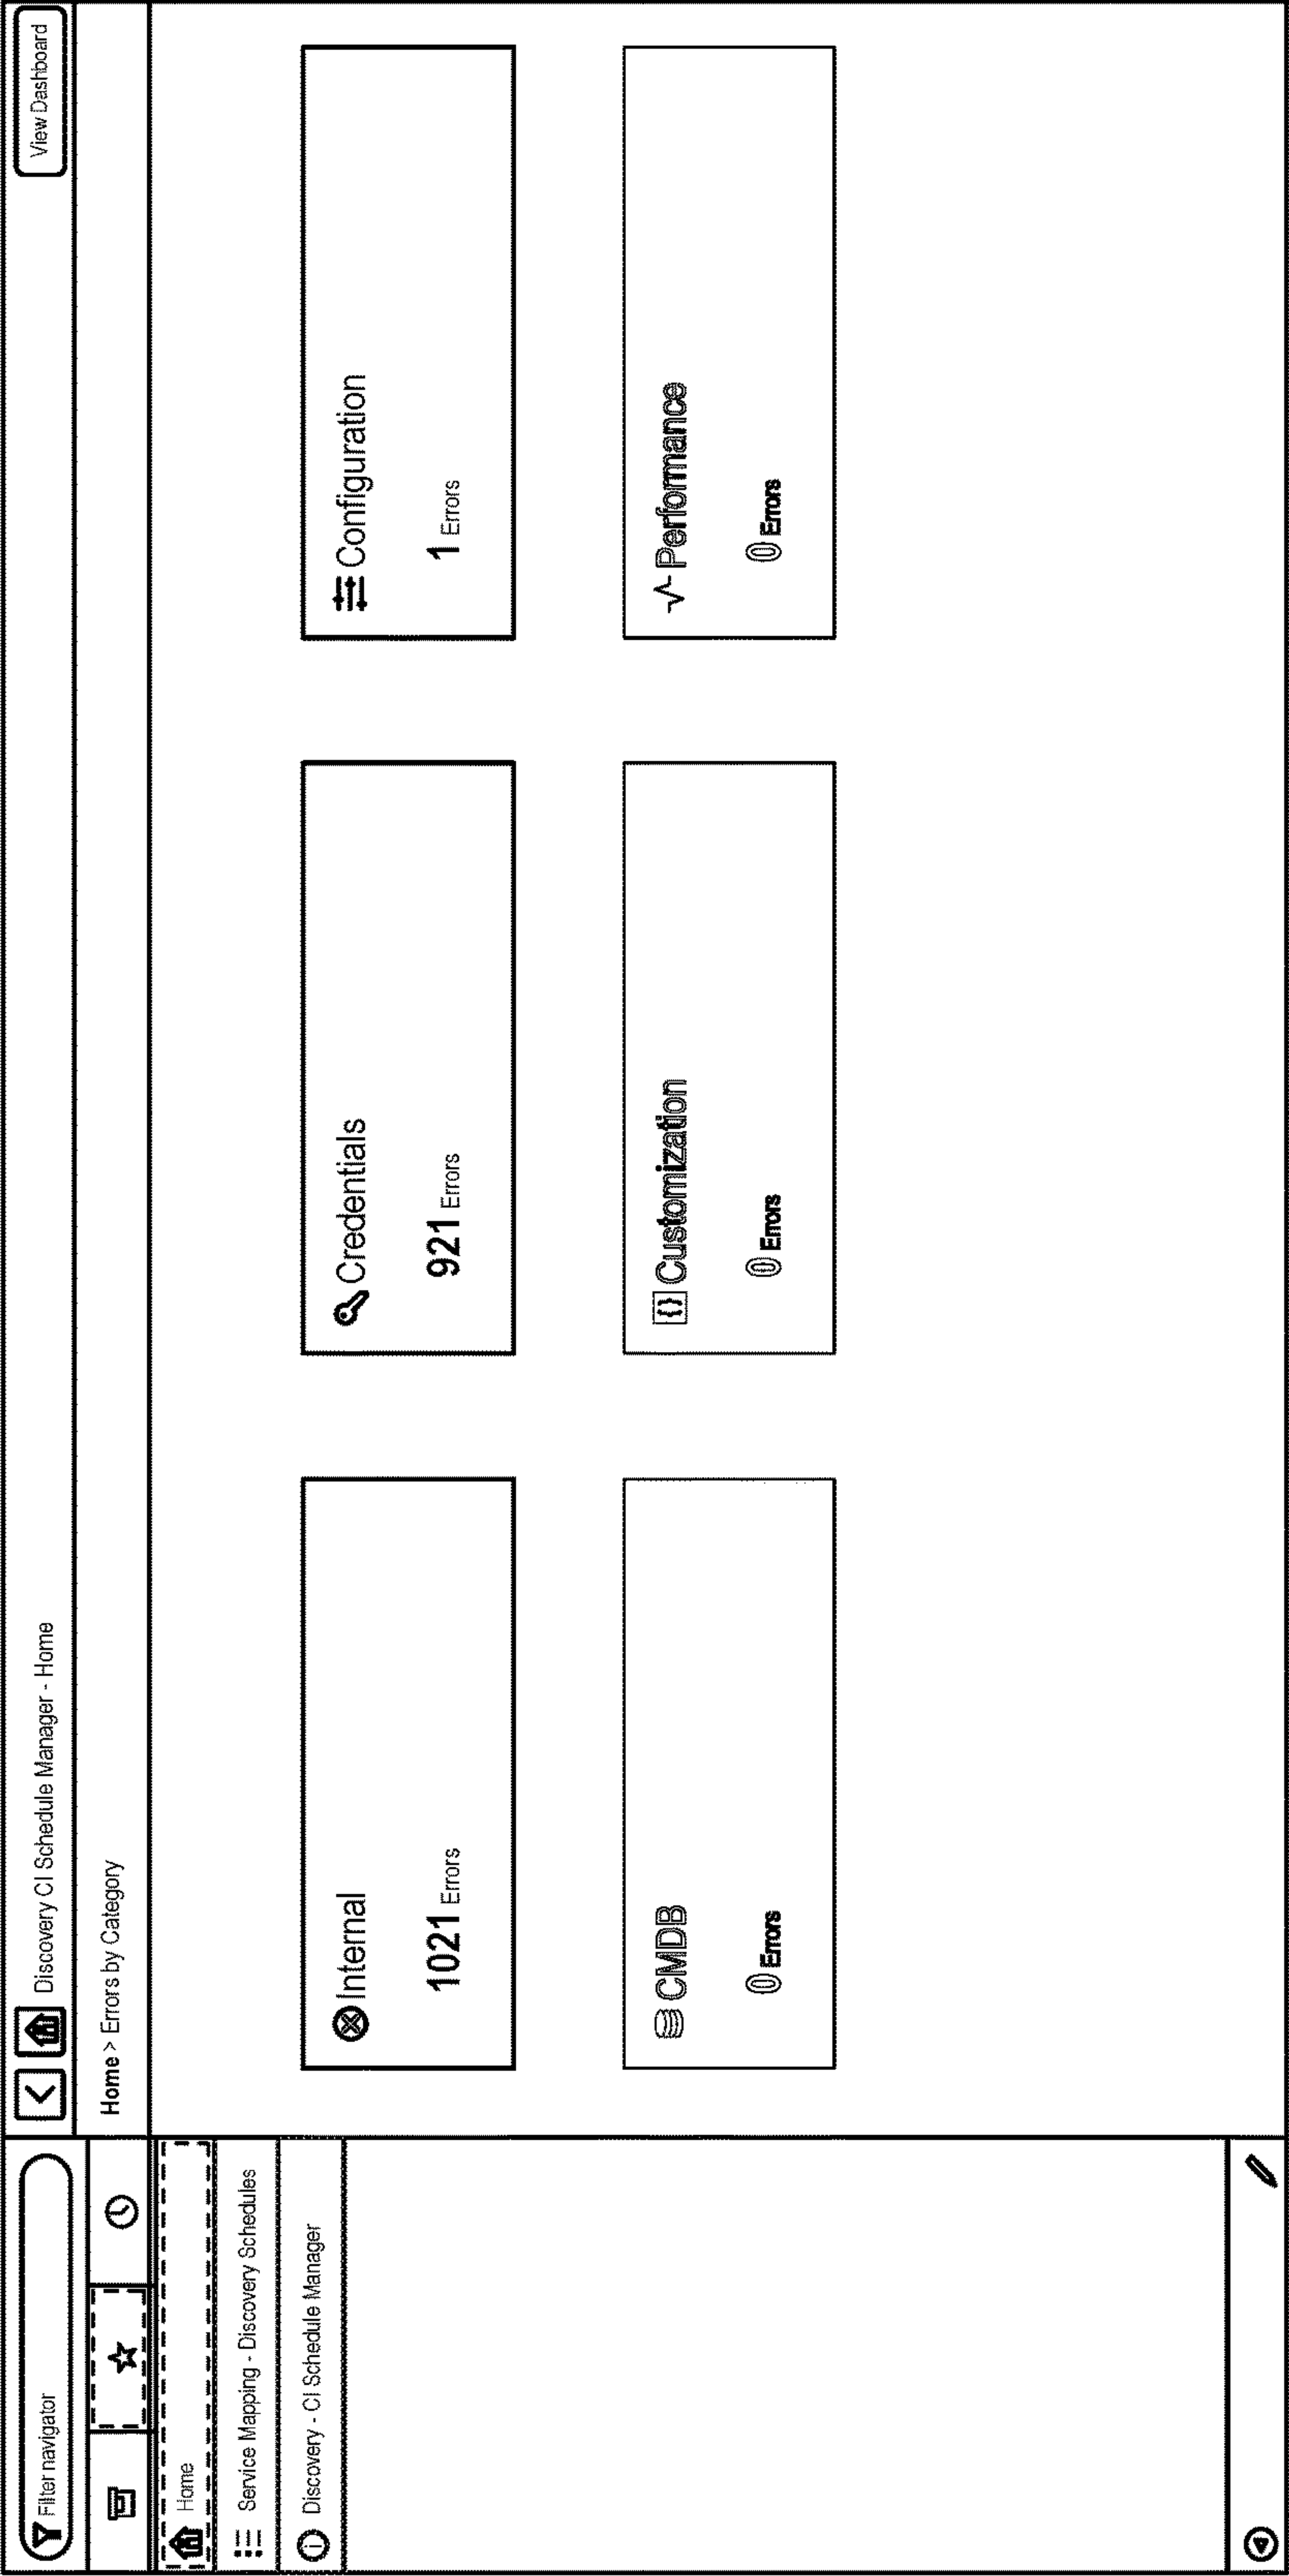 Filter navigator
Home
Service Mapping - Discovery Schedules
Discovery - CI Schedule Manager
Discovery CI Schedule Manager - Home
View Dashboard
Home > Errors by Category
Internal
1021 Errors
Credentials
921 Errors
Configuration
1 Errors
CMDB
0 Errors
Customization
0 Errors
Performance
0 Errors